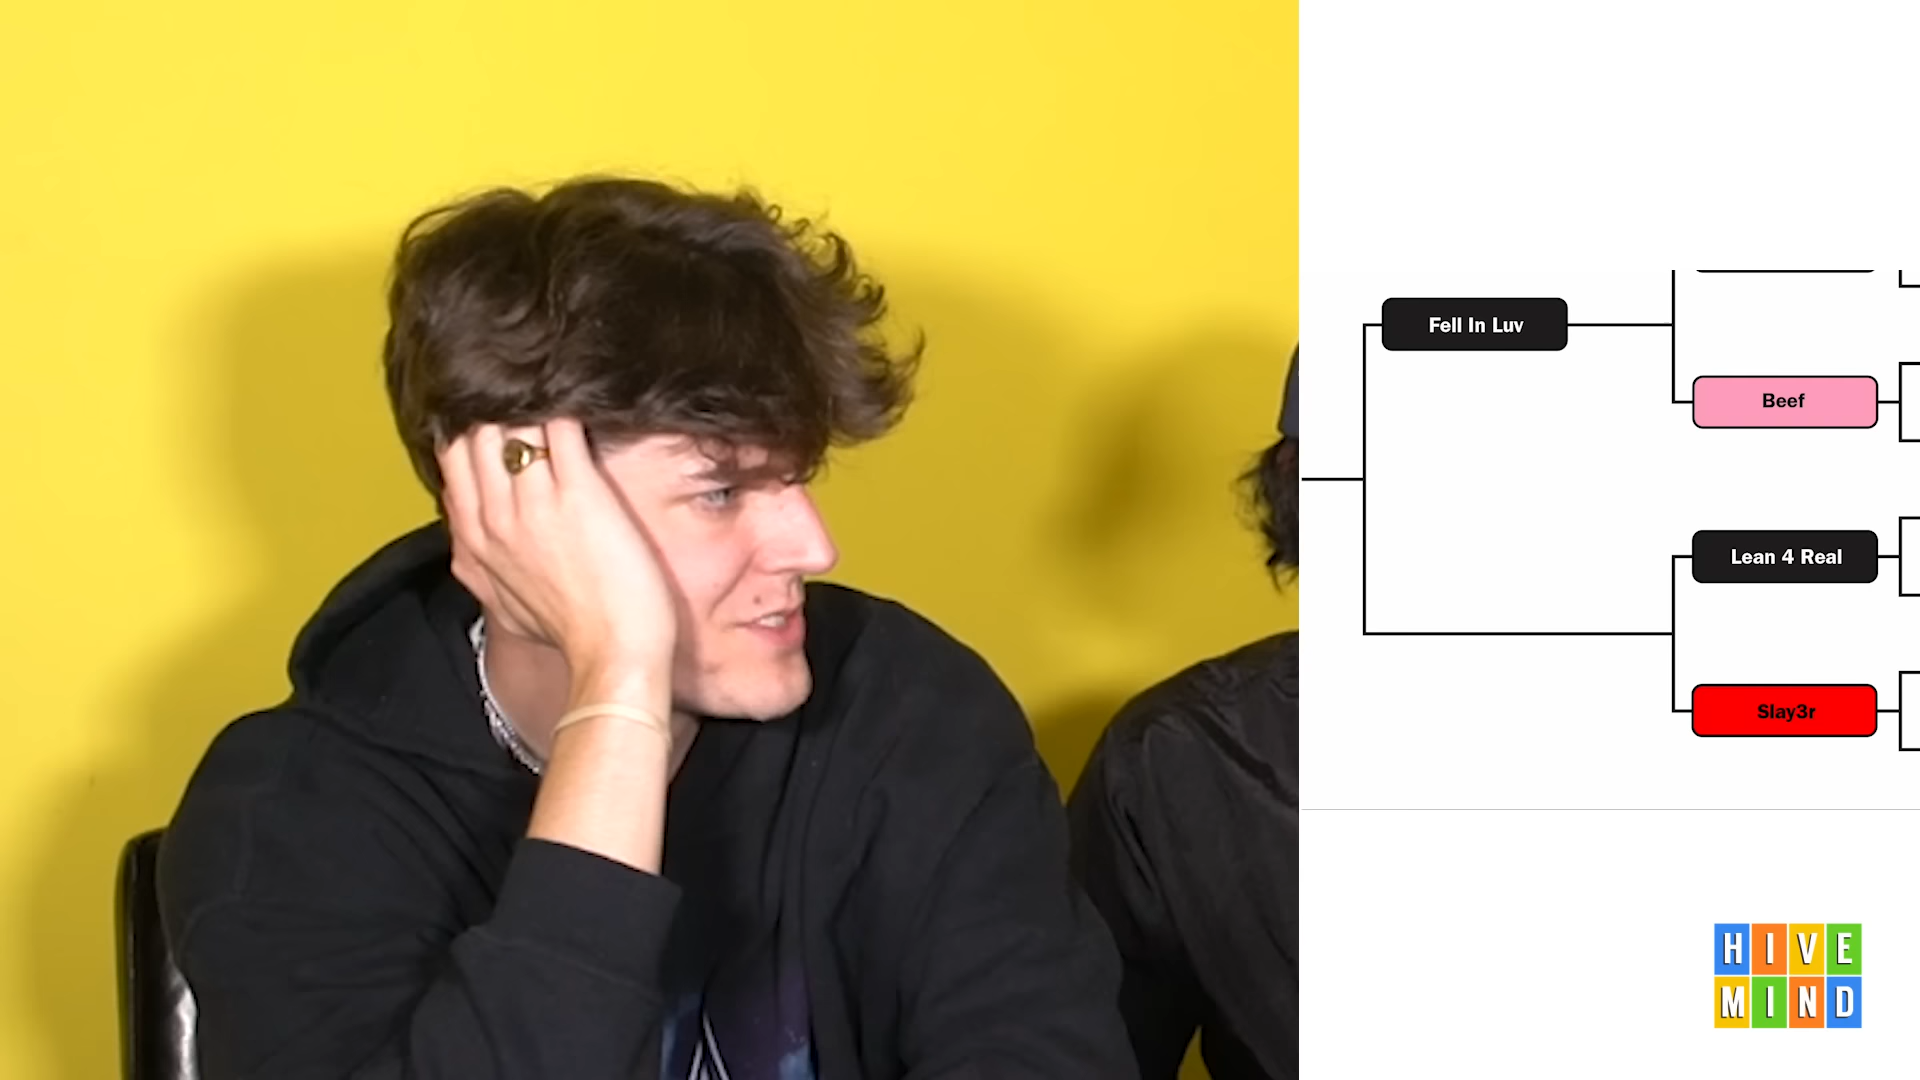 Fell In Luv
Beef
Lean 4 Real
Slay3r
HIVE
MIND